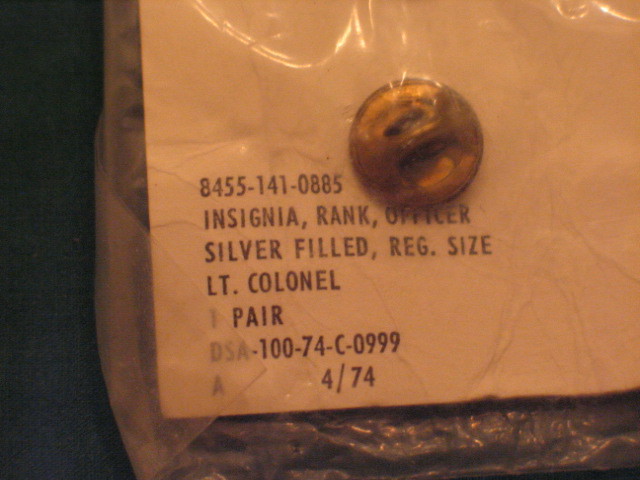 8455-141-0885
INSIGNIA, RANK, OFFICER
SILVER FILLED, REG. SIZE
LT. COLONEL
1 PAIR
DSA-100-74-C-0999
A 4/74